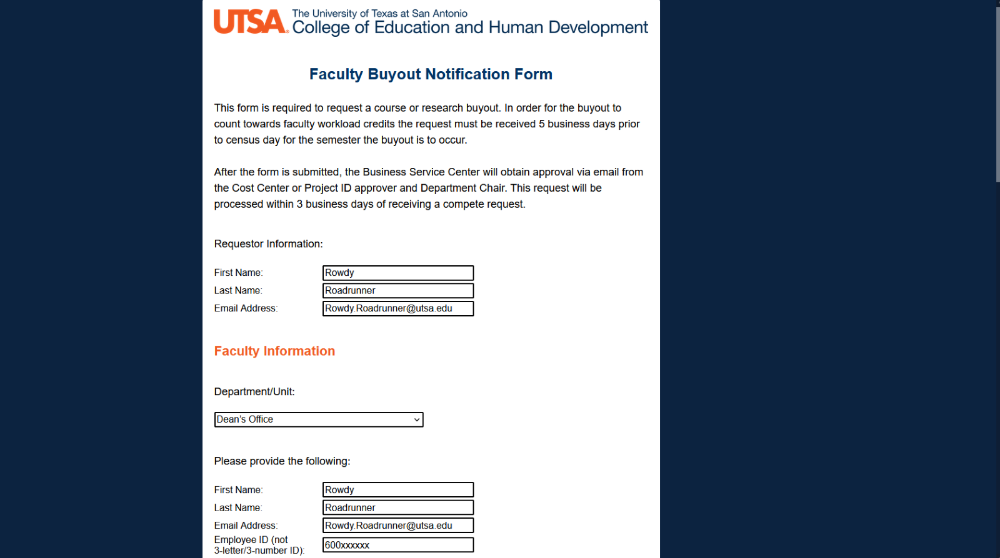 UTSA. The University of Texas at San Antonio
College of Education and Human Development
Faculty Buyout Notification Form
This form is required to request a course or research buyout. In order for the buyout to
count towards faculty workload credits the request must be received 5 business days prior
to census day for the semester the buyout is to occur.
After the form is submitted, the Business Service Center will obtain approval via email from
the Cost Center or Project ID approver and Department Chair. This request will be
processed within 3 business days of receiving a compete request.
Requestor Information:
First Name: Rowdy
Last Name: Roadrunner
Email Address: Rowdy.Roadrunner@utsa.edu
Faculty Information
Department/Unit:
Dean's Office
Please provide the following:
First Name: Rowdy
Last Name: Roadrunner
Email Address: Rowdy.Roadrunner@utsa.edu
Employee ID (not
3-letter/3-number ID): 600xxxxxx